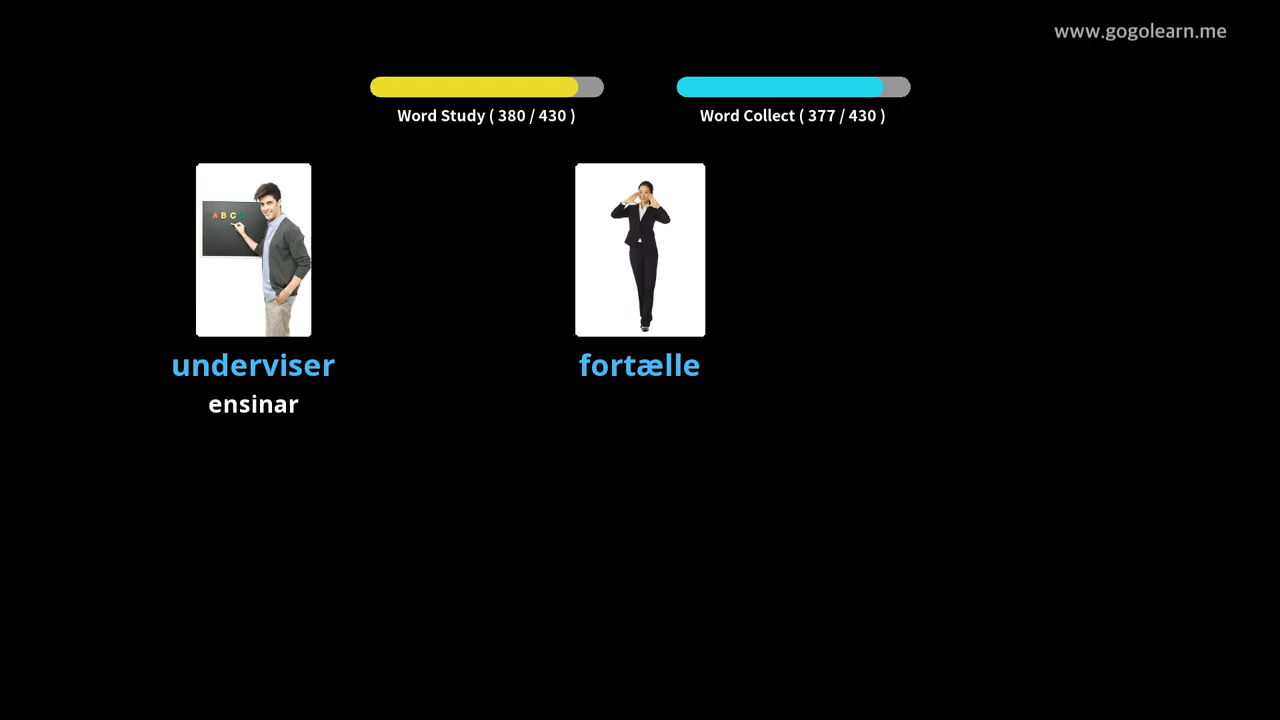 www.gogolearn.me
Word Study ( 380 / 430 )
Word Collect ( 377 / 430 )
A B C
underviser
fortælle
ensinar